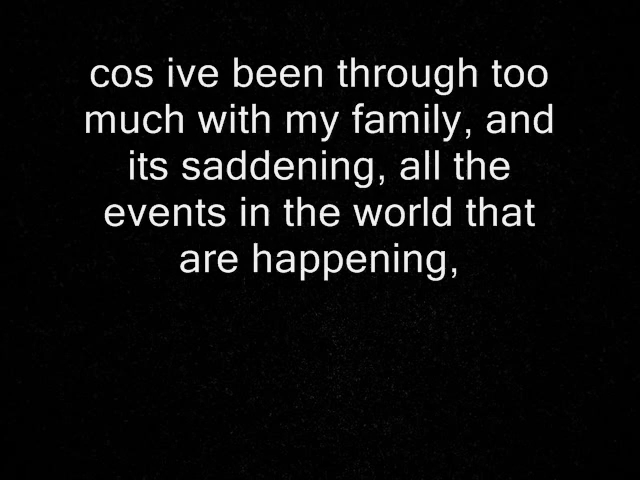 cos ive been through too
much with my family, and
its saddening, all the
events in the world that
are happening,